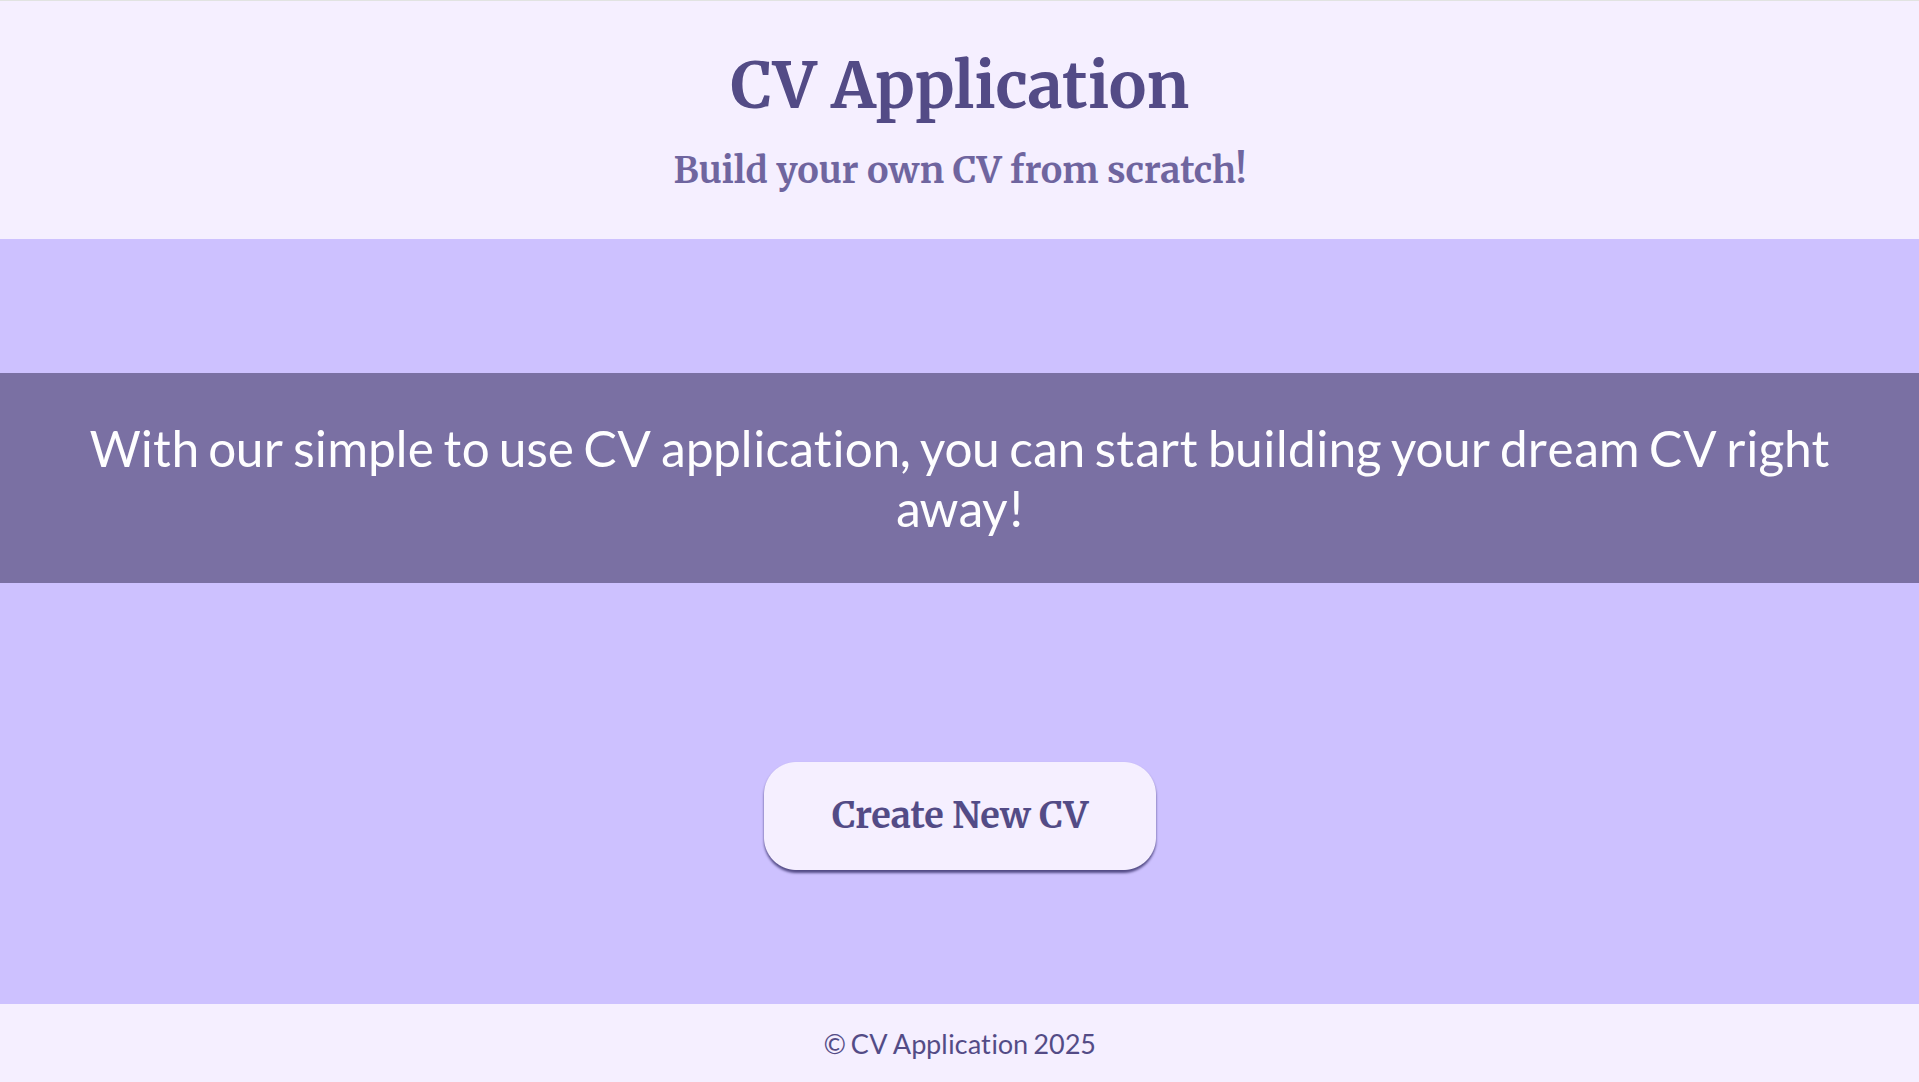 CV Application
Build your own CV from scratch!
With our simple to use CV application, you can start building your dream CV right
away!
Create New CV
© CV Application 2025